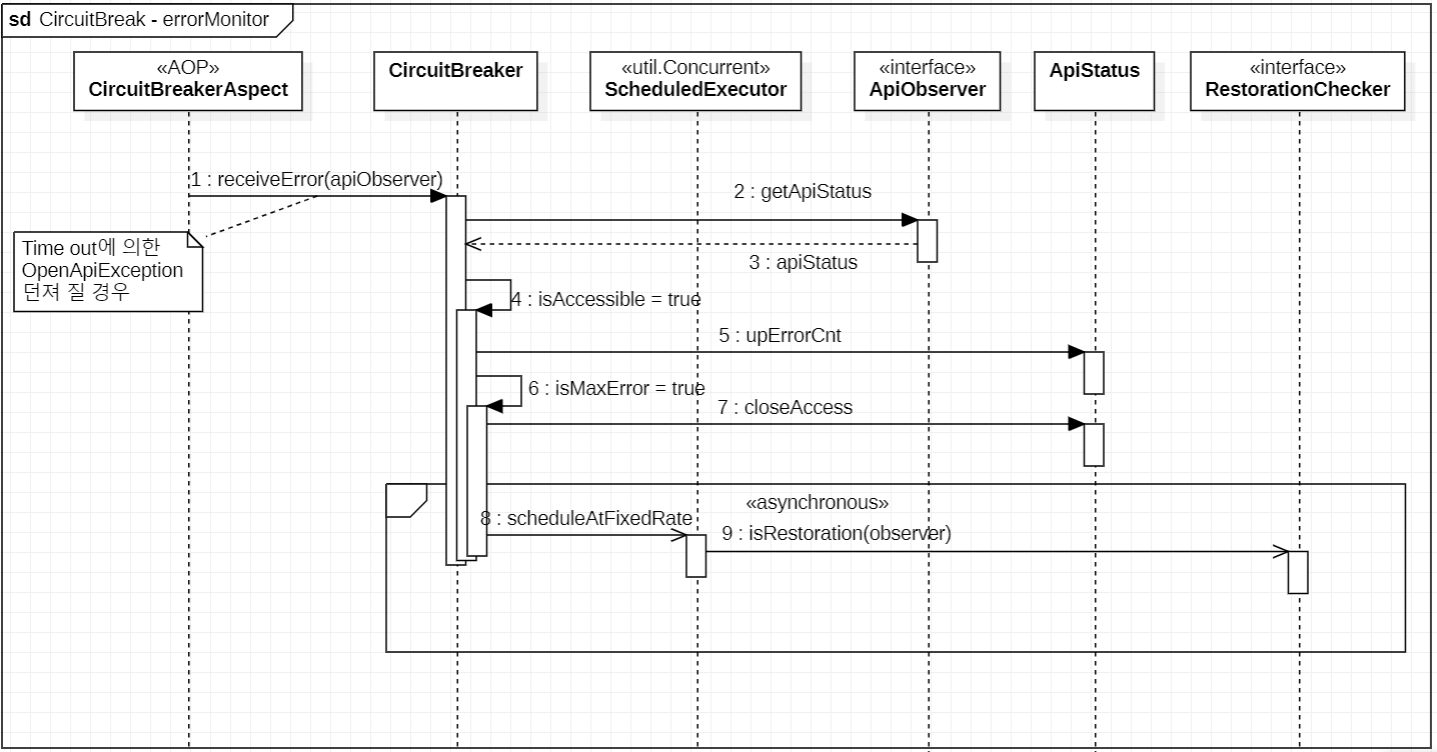 sd CircuitBreak - errorMonitor
«AOP»
CircuitBreakerAspect
CircuitBreaker
«util.Concurrent»
ScheduledExecutor
«interface»
ApiObserver
ApiStatus
«interface»
RestorationChecker
1 : receiveError(apiObserver)
2 : getApiStatus
Time out에 의한
OpenApiException
던져 질 경우
3 : apiStatus
4 : isAccessible = true
5 : upErrorCnt
6 : isMaxError = true
7 : closeAccess
«asynchronous»
8 : scheduleAtFixedRate
9 : isRestoration(observer)